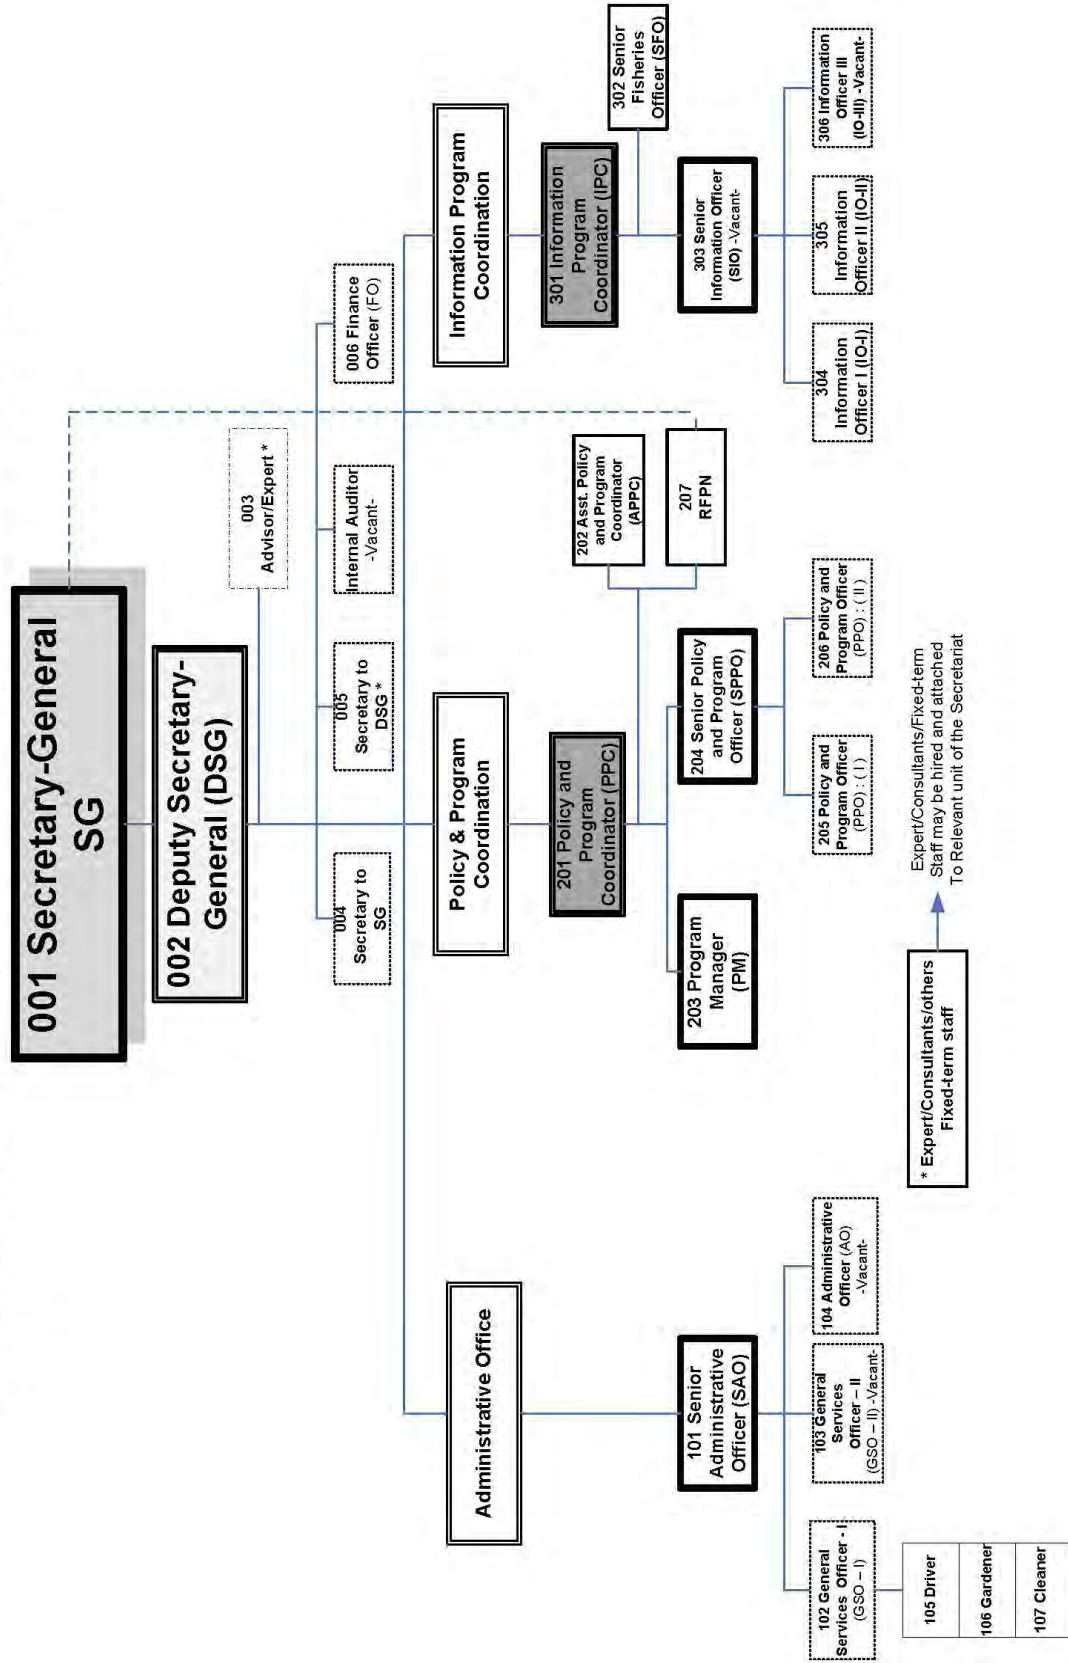 001 Secretary-General
SG
002 Deputy Secretary-
General (DSG)
003
Advisor/Expert *
004
Secretary to
SG
005
Secretary to
DSG *
Internal Auditor
-Vacant-
006 Finance
Officer (FO)
Administrative Office
Policy & Program
Coordination
Information Program
Coordination
201 Policy and
Program
Coordinator (PPC)
301 Information
Program
Coordinator (IPC)
202 Asst. Policy
and Program
Coordinator
(APPC)
302 Senior
Fisheries
Officer (SFO)
207
RFPN
101 Senior
Administrative
Officer (SAO)
203 Program
Manager
(PM)
204 Senior Policy
and Program
Officer (SPPO)
303 Senior
Information Officer
(SIO) -Vacant-
102 General
Services Officer - I
(GSO – I)
103 General
Services
Officer – II
(GSO – II) -Vacant-
104 Administrative
Officer (AO)
-Vacant-
205 Policy and
Program Officer
(PPO) : ( I )
206 Policy and
Program Officer
(PPO) : ( II )
304
Information
Officer I (IO-I)
305
Information
Officer II (IO-II)
306 Information
Officer III
(IO-III) -Vacant-
105 Driver
106 Gardener
107 Cleaner
* Expert/Consultants/others
Fixed-term staff
Expert/Consultants/Fixed-term
Staff may be hired and attached
To Relevant unit of the Secretariat